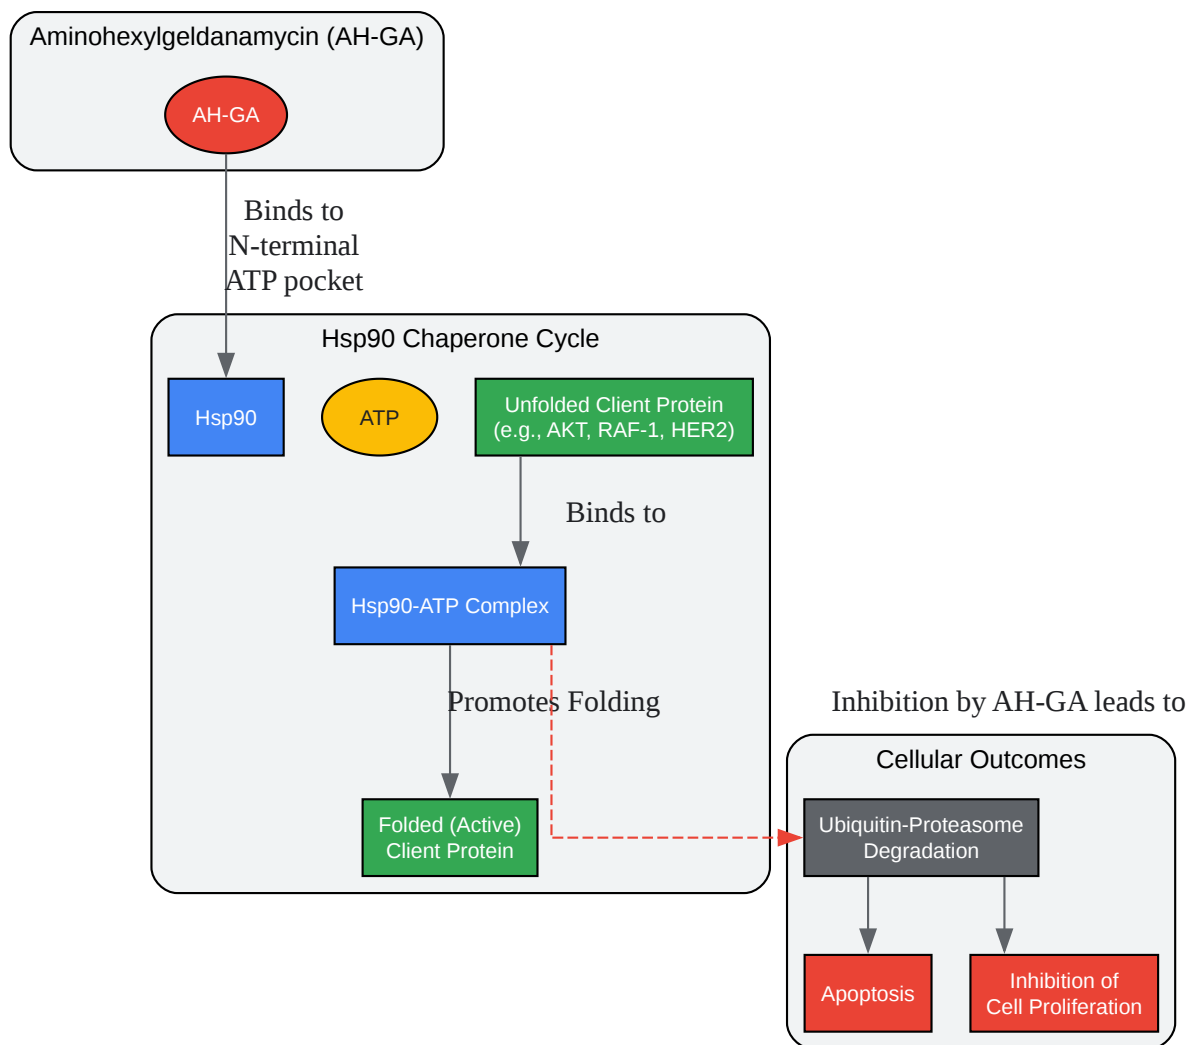 Aminohexylgeldanamycin (AH-GA)
AH-GA
Binds to
N-terminal
ATP pocket
Hsp90 Chaperone Cycle
Hsp90
ATP
Unfolded Client Protein
(e.g., AKT, RAF-1, HER2)
Binds to
Hsp90-ATP Complex
Promotes Folding
Inhibition by AH-GA leads to
Cellular Outcomes
Folded (Active)
Client Protein
Ubiquitin-Proteasome
Degradation
Apoptosis
Inhibition of
Cell Proliferation